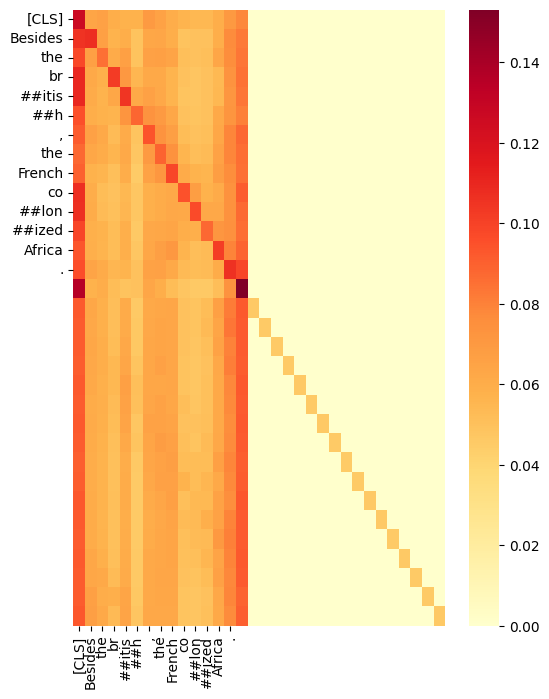 [CLS]
Besides
the
br
##itis
##h
,
the
French
co
##lon
##ized
Africa
.
0.14
0.12
0.10
0.08
0.06
0.04
0.02
0.00
[CLS]
Besides
the
br
##itis
##h
,
the
French
co
##lon
##ized
Africa
.